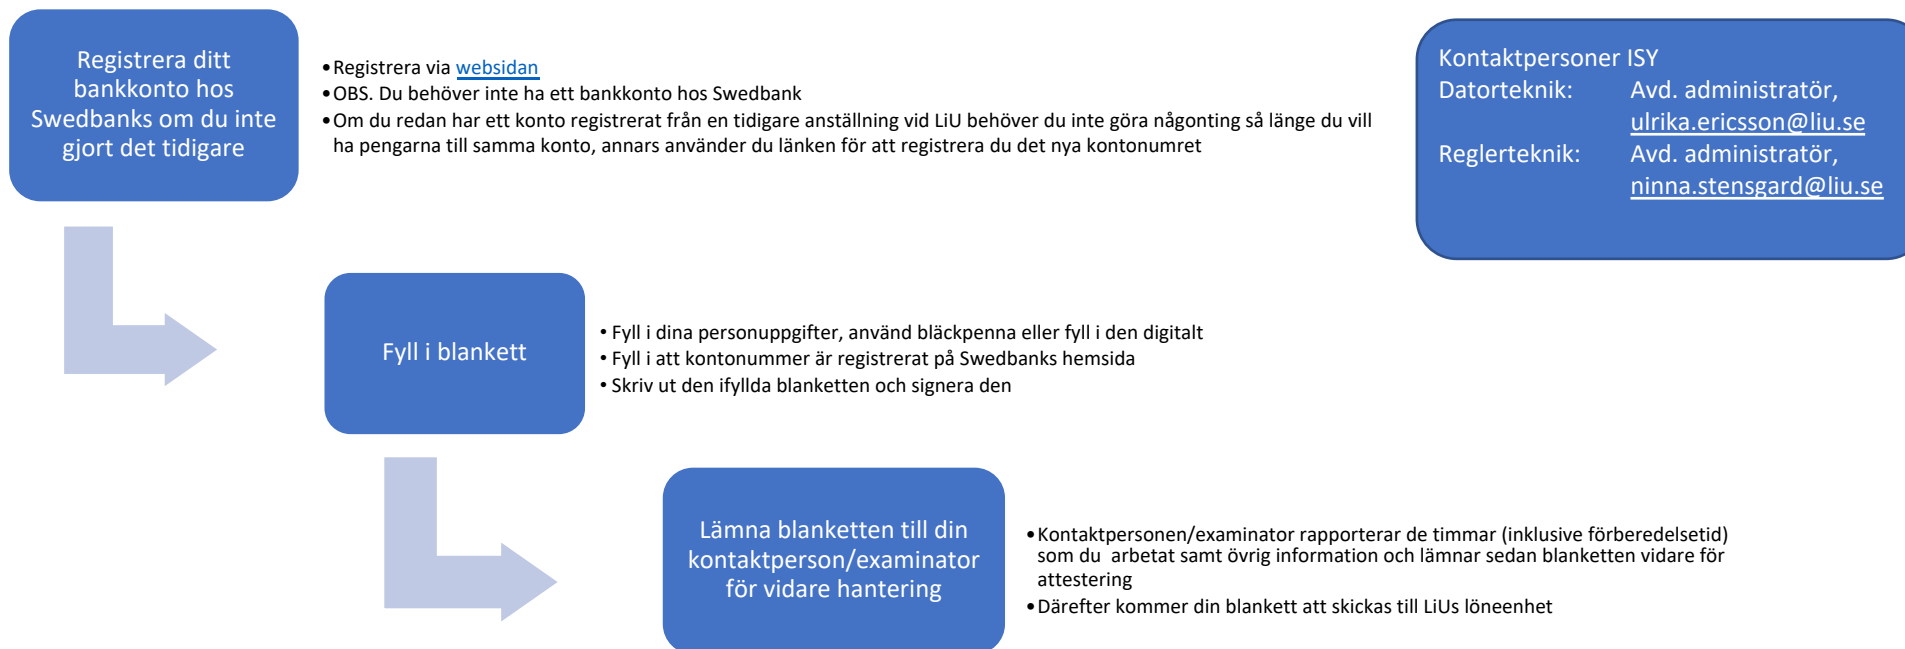 Registrera ditt
bankkonto hos
Swedbanks om du inte
gjort det tidigare
•Registrera via websidan
•OBS. Du behöver inte ha ett bankkonto hos Swedbank
•Om du redan har ett konto registrerat från en tidigare anställning vid LiU behöver du inte göra någonting så länge du vill
ha pengarna till samma konto, annars använder du länken för att registrera du det nya kontonumret
Kontaktpersoner ISY
Datorteknik: Avd. administratör,
ulrika.ericsson@liu.se
Reglerteknik: Avd. administratör,
ninna.stensgard@liu.se
Fyll i blankett
• Fyll i dina personuppgifter, använd bläckpenna eller fyll i den digitalt
• Fyll i att kontonummer är registrerat på Swedbanks hemsida
• Skriv ut den ifyllda blanketten och signera den
Lämna blanketten till din
kontaktperson/examinator
för vidare hantering
•Kontaktpersonen/examinator rapporterar de timmar (inklusive förberedelsetid)
som du arbetat samt övrig information och lämnar sedan blanketten vidare för
attestering
•Därefter kommer din blankett att skickas till LiUs löneenhet